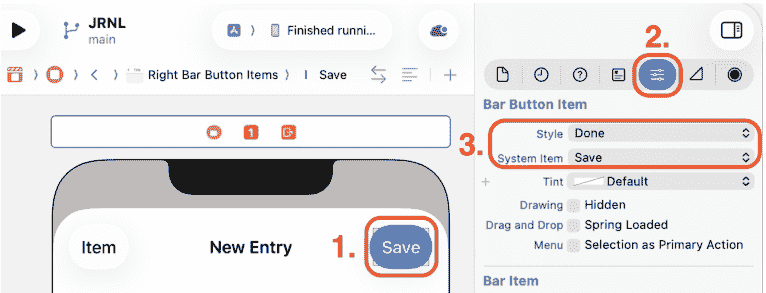 JRNL
main
Finished runni...
2.
Right Bar Button Items
Save
Bar Button Item
3.
Style
Done
System Item
Save
Tint
Default
1
Drawing
Hidden
Drag and Drop
Spring Loaded
Menu
Selection as Primary Action
Item
New Entry
1.
Save
Bar Item